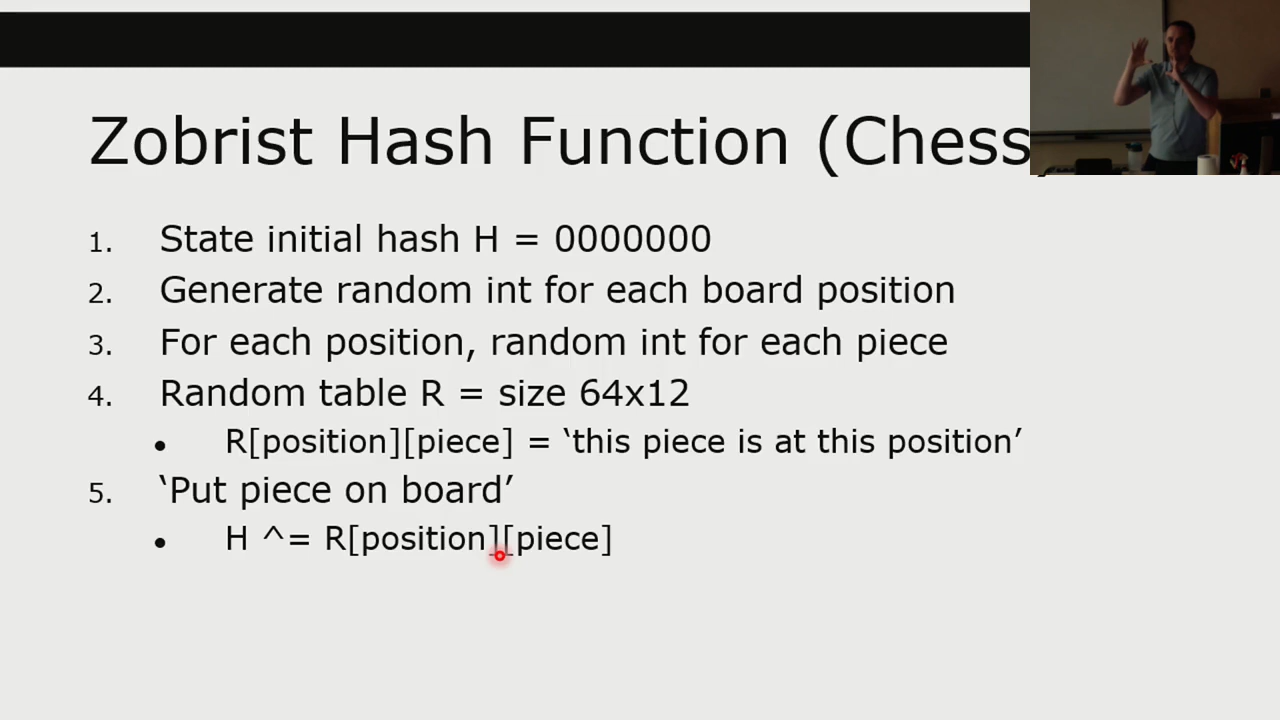 Zobrist Hash Function (Chess)
1. State initial hash H = 0000000
2. Generate random int for each board position
3. For each position, random int for each piece
4. Random table R = size 64x12
• R[position][piece] = ‘this piece is at this position’
5. ‘Put piece on board’
• H ^= R[position][piece]